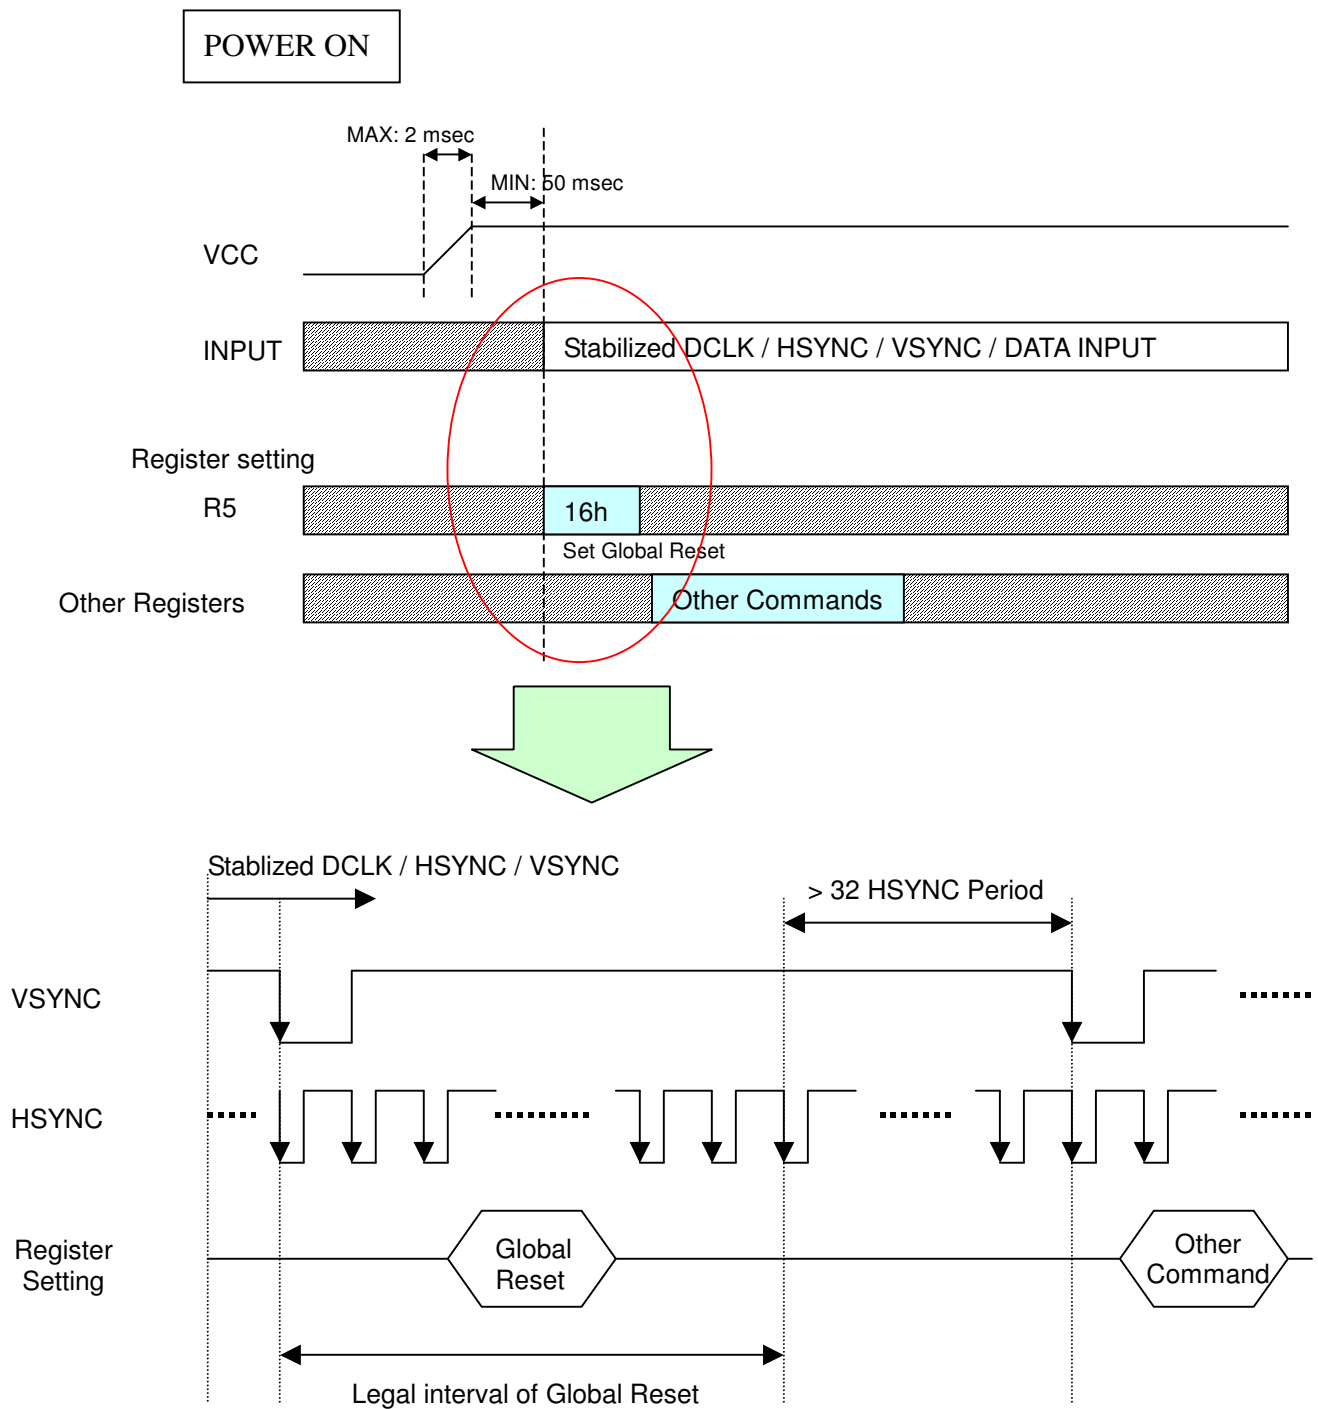 POWER ON
MAX: 2 msec
MIN: 50 msec
VCC
INPUT
Stabilized DCLK / HSYNC / VSYNC / DATA INPUT
Register setting
R5
16h
Set Global Reset
Other Registers
Other Commands
Stablized DCLK / HSYNC / VSYNC
> 32 HSYNC Period
VSYNC
HSYNC
Register
Setting
Global
Reset
Other
Command
Legal interval of Global Reset